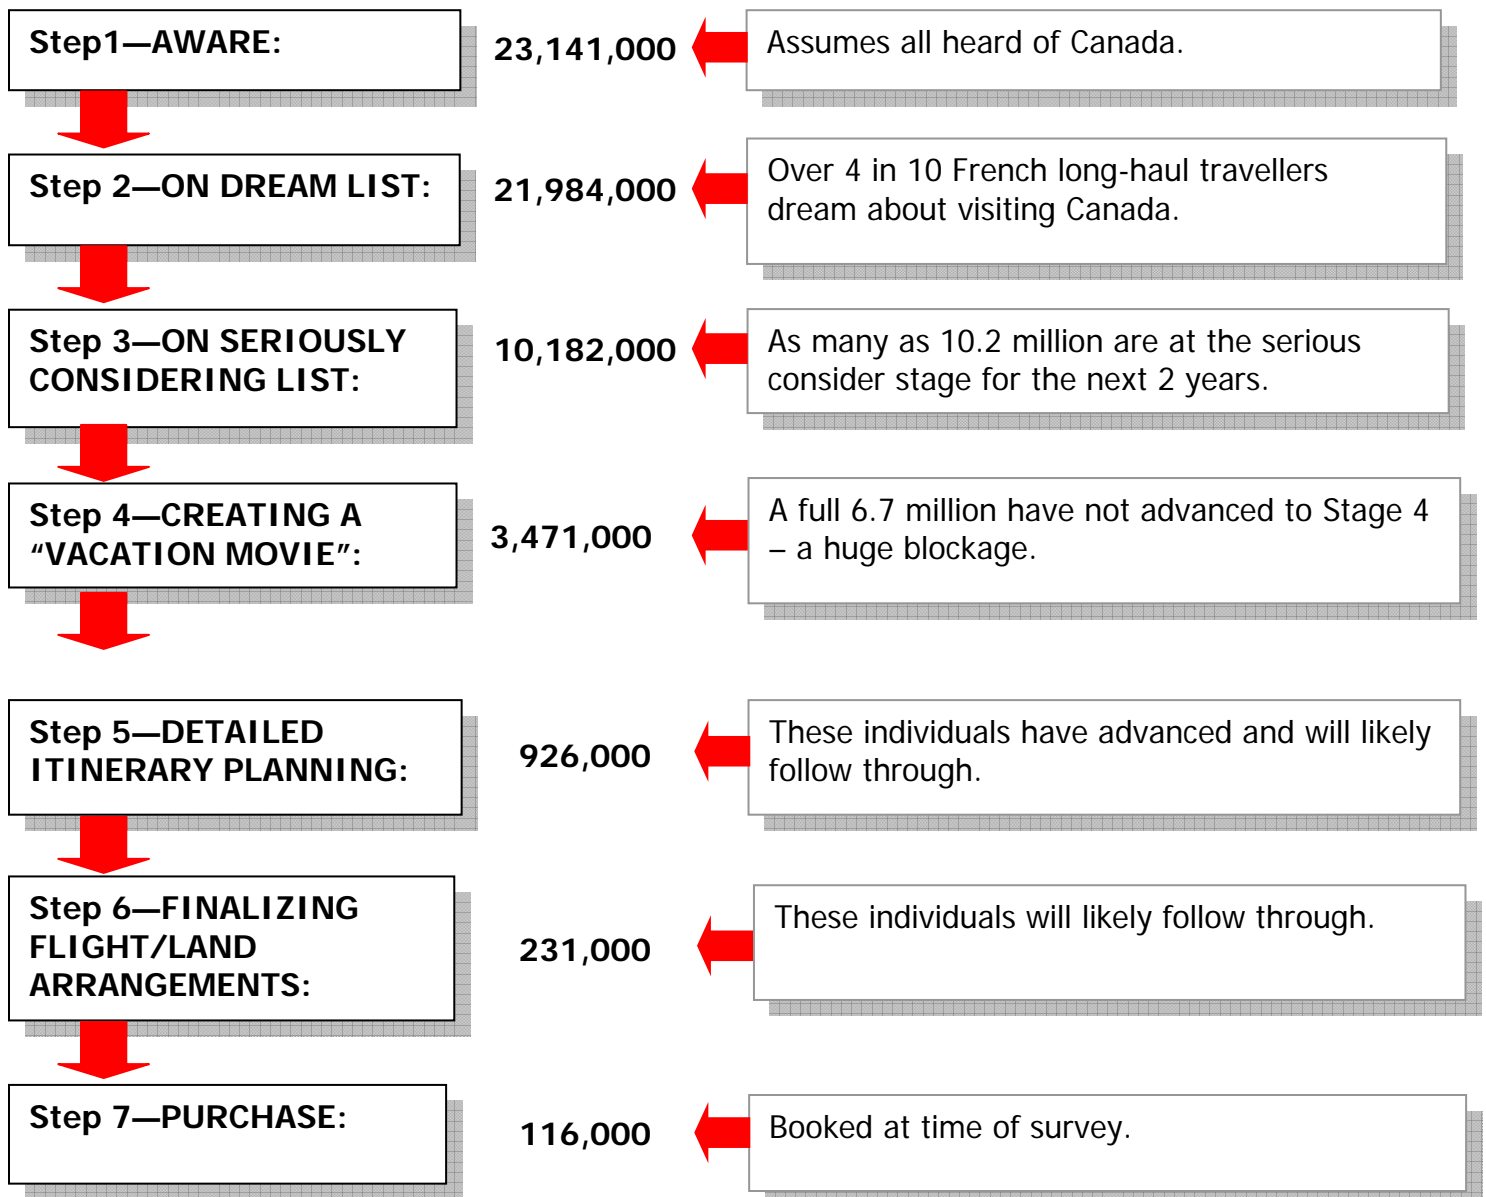 Step1—AWARE:
23,141,000
Assumes all heard of Canada.
Step 2—ON DREAM LIST:
21,984,000
Over 4 in 10 French long-haul travellers
dream about visiting Canada.
Step 3—ON SERIOUSLY
CONSIDERING LIST:
10,182,000
As many as 10.2 million are at the serious
consider stage for the next 2 years.
Step 4—CREATING A
“VACATION MOVIE”:
3,471,000
A full 6.7 million have not advanced to Stage 4
– a huge blockage.
Step 5—DETAILED
ITINERARY PLANNING:
926,000
These individuals have advanced and will likely
follow through.
Step 6—FINALIZING
FLIGHT/LAND
ARRANGEMENTS:
231,000
These individuals will likely follow through.
Step 7—PURCHASE:
116,000
Booked at time of survey.